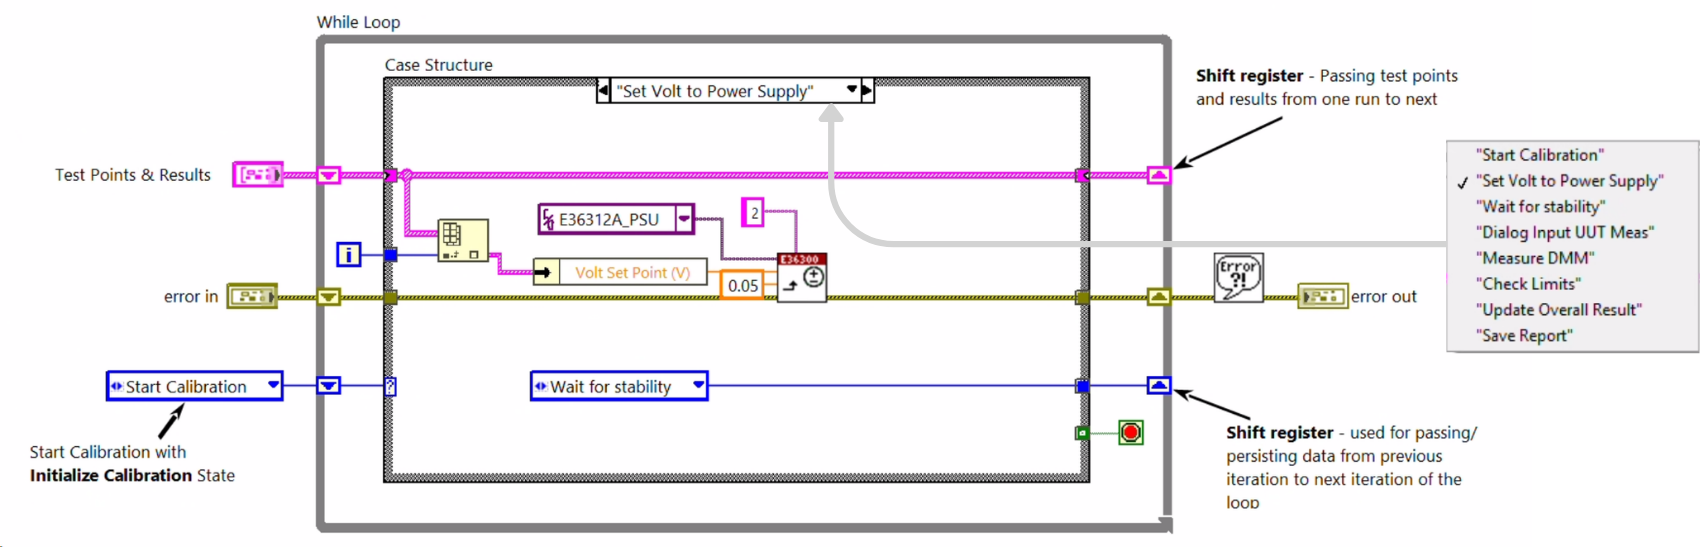 While Loop
Case Structure
"Set Volt to Power Supply"
Shift register - Passing test points
and results from one run to next
Test Points & Results
E36312A_PSU
2
i
E36300
Volt Set Point (V)
0.05
error in
Error
?!
error out
"Start Calibration"
"Set Volt to Power Supply"
"Wait for stability"
"Dialog Input UUT Meas"
"Measure DMM"
"Check Limits"
"Update Overall Result"
"Save Report"
Start Calibration
?
Wait for stability
Start Calibration with
Initialize Calibration State
Shift register - used for passing/
persisting data from previous
iteration to next iteration of the
loop